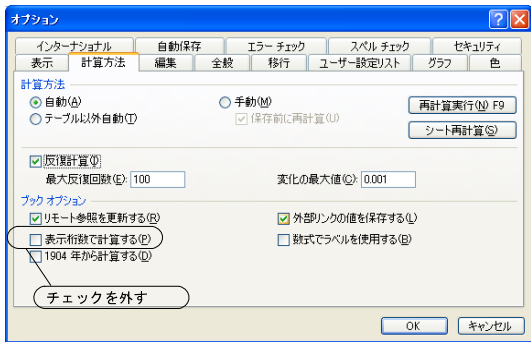 オプション
インターナショナル 自動保存 エラー チェック スペル チェック セキュリティ
表示 計算方法 編集 全般 移行 ユーザー設定リスト グラフ 色
計算方法
自動(A) 手動(M) 再計算実行(N) F9
テーブル以外自動(T) 保存前に再計算(U) シート再計算(S)
反復計算(I)
最大反復回数(E): 100 変化の最大値(C): 0.001
ブック オプション
リモート参照を更新する(R) 外部リンクの値を保存する(L)
表示桁数で計算する(P) 数式でラベルを使用する(B)
1904 年から計算する(D)
チェックを外す
OK キャンセル